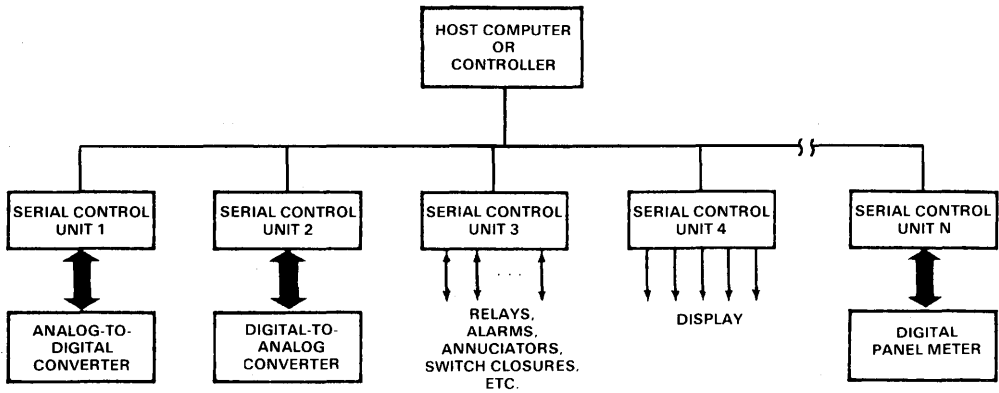 HOST COMPUTER
OR
CONTROLLER
SERIAL CONTROL
UNIT 1
SERIAL CONTROL
UNIT 2
SERIAL CONTROL
UNIT 3
SERIAL CONTROL
UNIT 4
SERIAL CONTROL
UNIT N
ANALOG-TO-
DIGITAL
CONVERTER
DIGITAL-TO-
ANALOG
CONVERTER
RELAYS,
ALARMS,
ANNUCIATORS,
SWITCH CLOSURES,
ETC.
DISPLAY
DIGITAL
PANEL METER